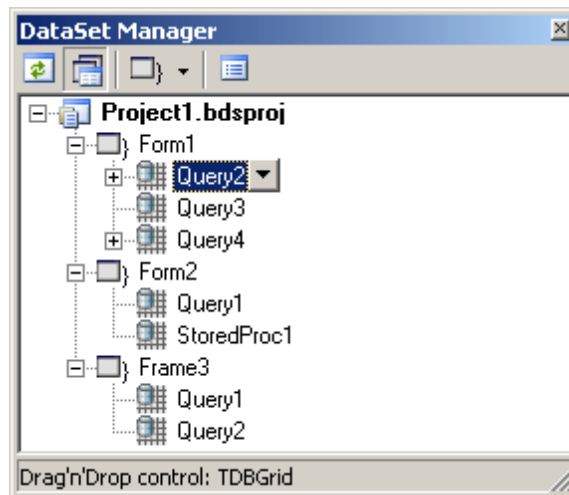 DataSet Manager
Project1.bdsproj
Form1
Query2
Query3
Query4
Form2
Query1
StoredProc1
Frame3
Query1
Query2
Drag'n'Drop control: TDBGrid